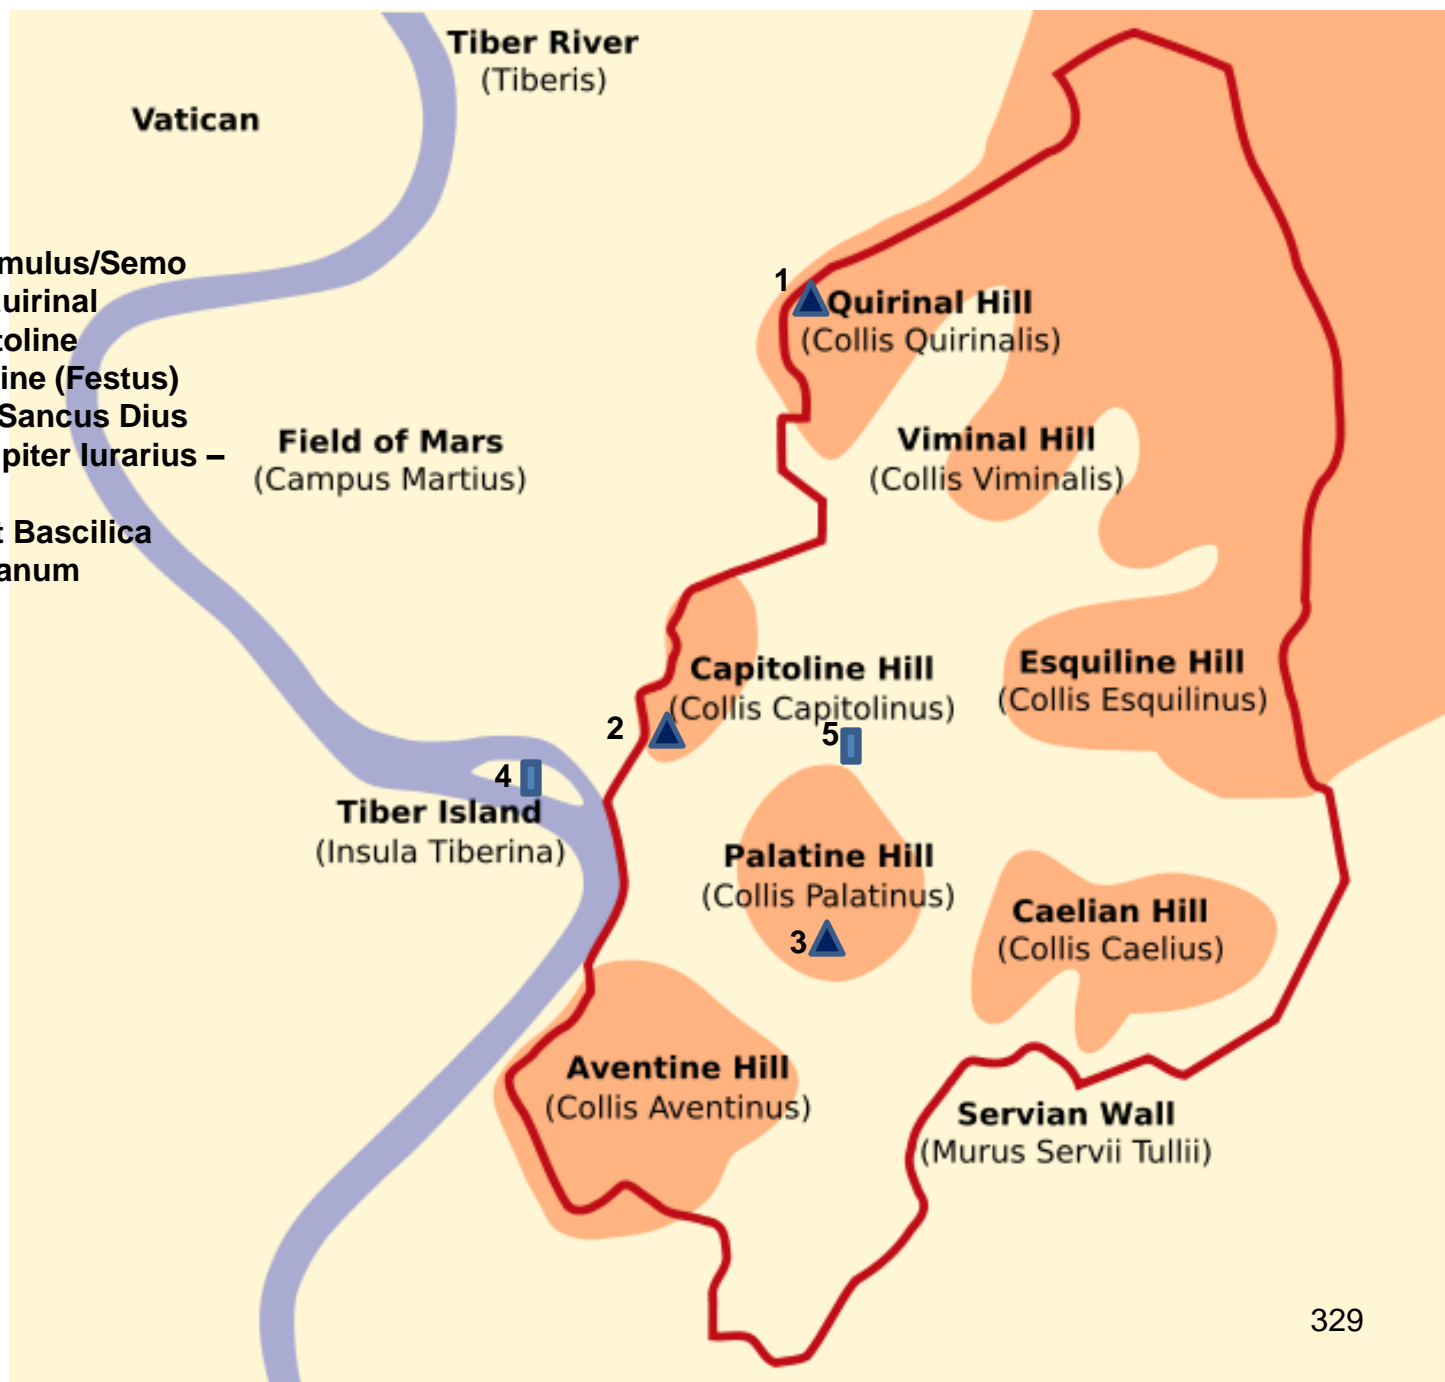 Tiber River
(Tiberis)
Vatican
mulus/Semo
uirinal
toline
ine (Festus)
Sancus Dius
piter Iurarius –
t Bascilica
anum
1
Quirinal Hill
(Collis Quirinalis)
Field of Mars
(Campus Martius)
Viminal Hill
(Collis Viminalis)
Capitoline Hill
(Collis Capitolinus)
Esquiline Hill
(Collis Esquilinus)
2
5
4
Tiber Island
(Insula Tiberina)
Palatine Hill
(Collis Palatinus)
3
Caelian Hill
(Collis Caelius)
Aventine Hill
(Collis Aventinus)
Servian Wall
(Murus Servii Tullii)
329